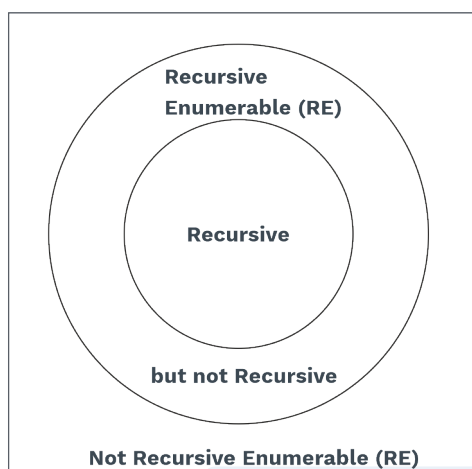 Recursive
Enumerable (RE)
Recursive
but not Recursive
Not Recursive Enumerable (RE)